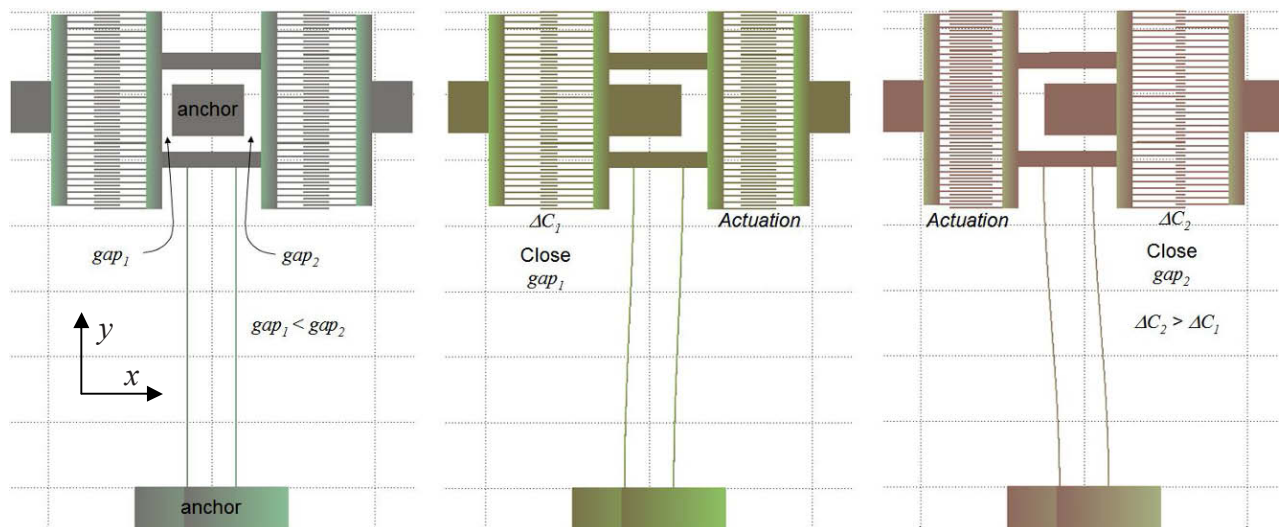 anchor
gap₁
gap₂
gap₁ < gap₂
y
x
anchor
ΔC₁
Actuation
Close
gap₁
Actuation
ΔC₂
Close
gap₂
ΔC₂ > ΔC₁